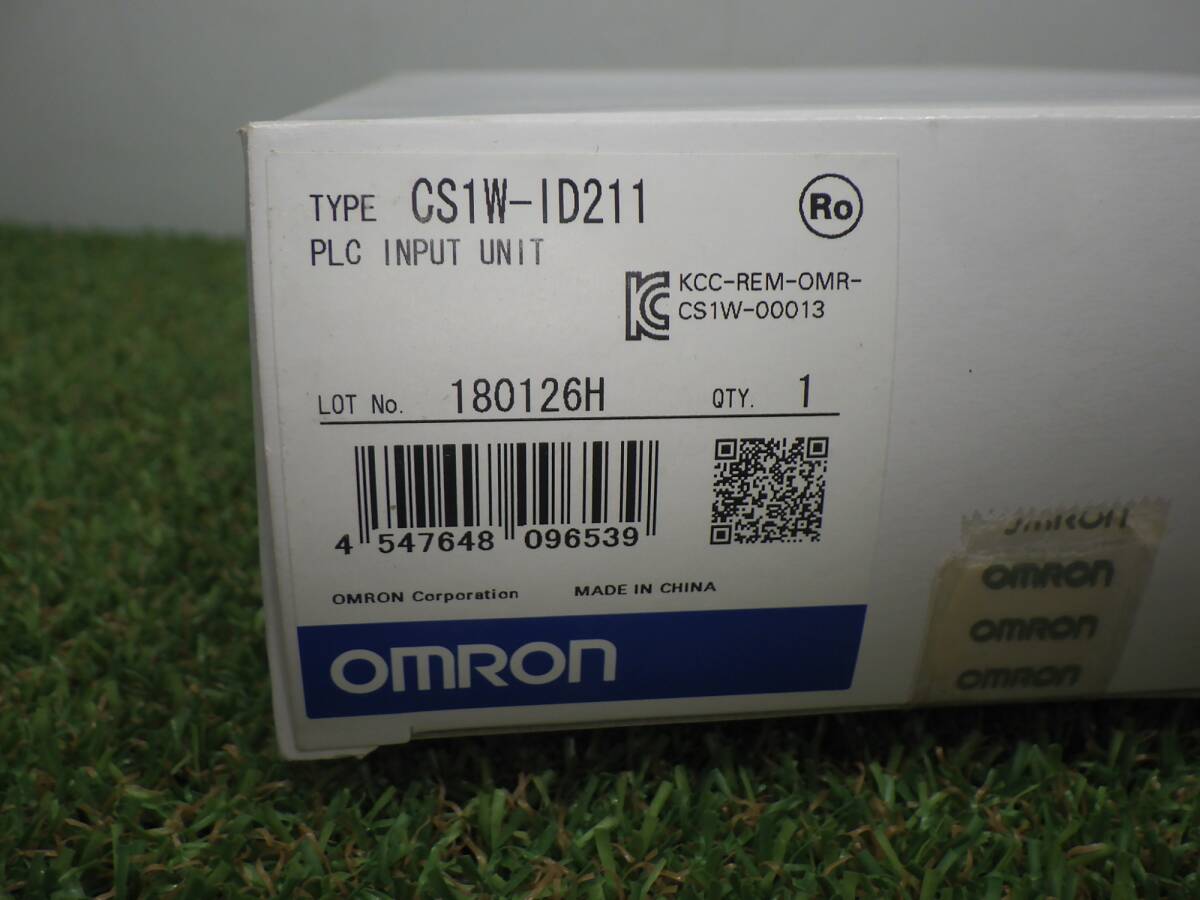 TYPE CS1W-ID211
Ro
PLC INPUT UNIT
KCC-REM-OMR-
CS1W-00013
LOT No. 180126H QTY. 1
4 547648 096539
OMRON Corporation MADE IN CHINA
OMRON
OMRON
OMRON
OMRON
OMRON